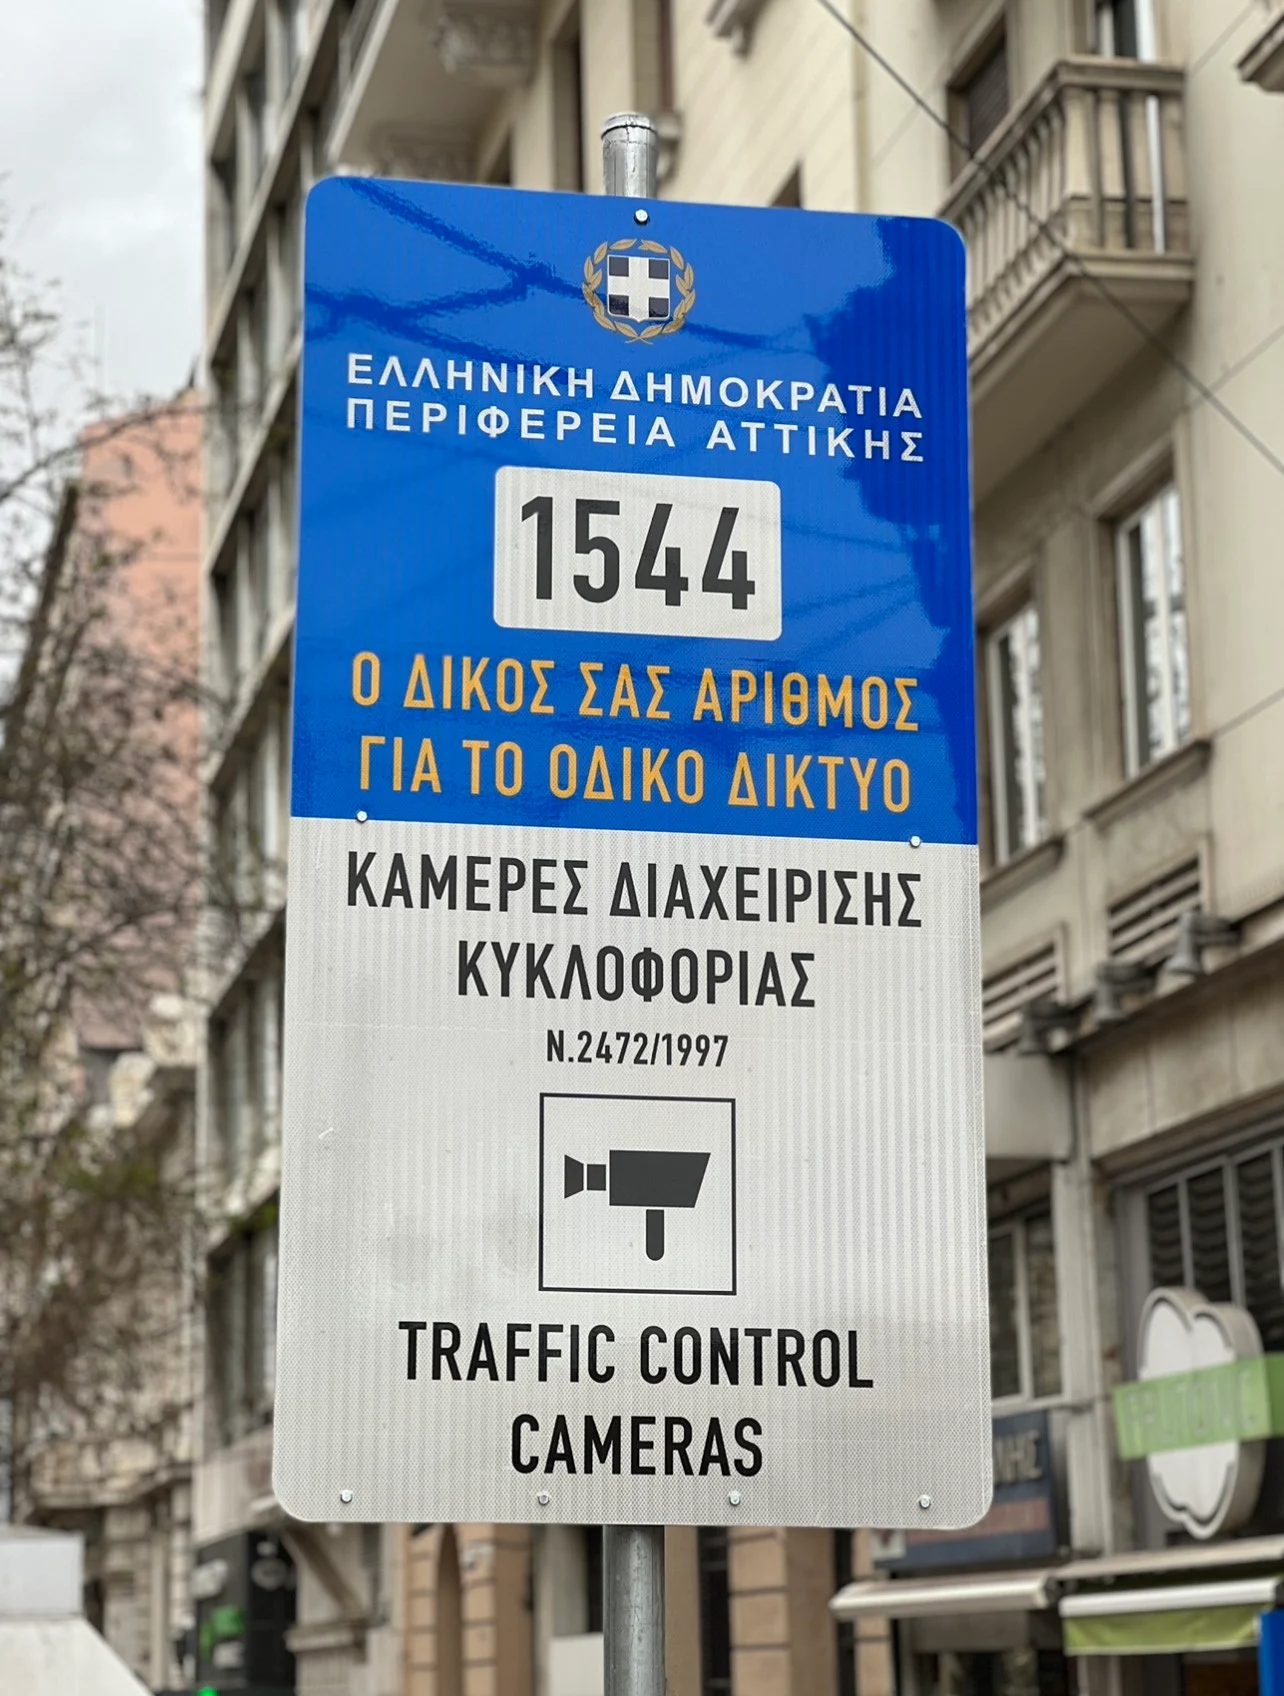 ΕΛΛΗΝΙΚΗ ΔΗΜΟΚΡΑΤΙΑ
ΠΕΡΙΦΕΡΕΙΑ ΑΤΤΙΚΗΣ
1544
Ο ΔΙΚΟΣ ΣΑΣ ΑΡΙΘΜΟΣ
ΓΙΑ ΤΟ ΟΔΙΚΟ ΔΙΚΤΥΟ
ΚΑΜΕΡΕΣ ΔΙΑΧΕΙΡΙΣΗΣ
ΚΥΚΛΟΦΟΡΙΑΣ
Ν.2472/1997
TRAFFIC CONTROL
CAMERAS